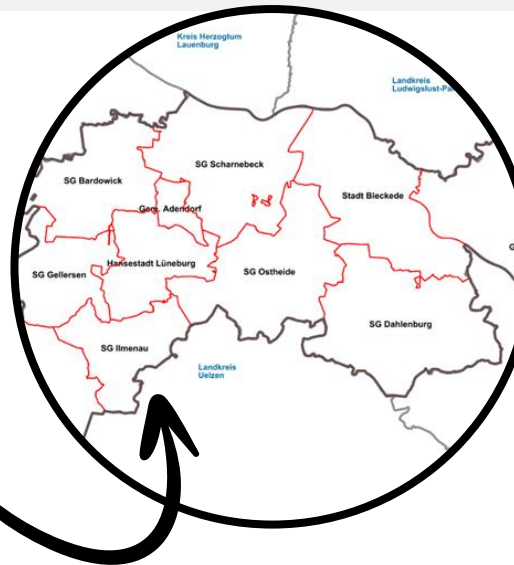 Kreis Herzogtum
Lauenburg
Landkreis
Ludwigslust-Pa
SG Scharnebeck
SG Bardowick
Stadt Bleckede
Gem. Adendorf
G
Hansestadt Lüneburg
SG Ostheide
SG Gellersen
SG Dahlenburg
SG Ilmenau
Landkreis
Uelzen